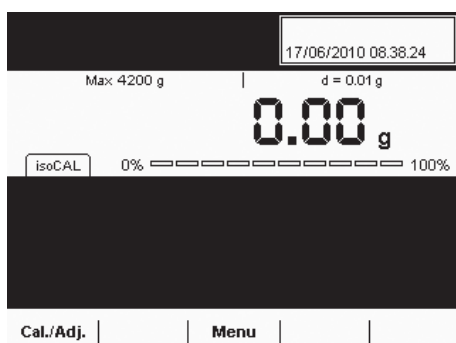 17/06/2010 08.38.24
Max 4200 g | d = 0.01 g
0.00 g
isoCAL 0% 100%
Cal./Adj. Menu